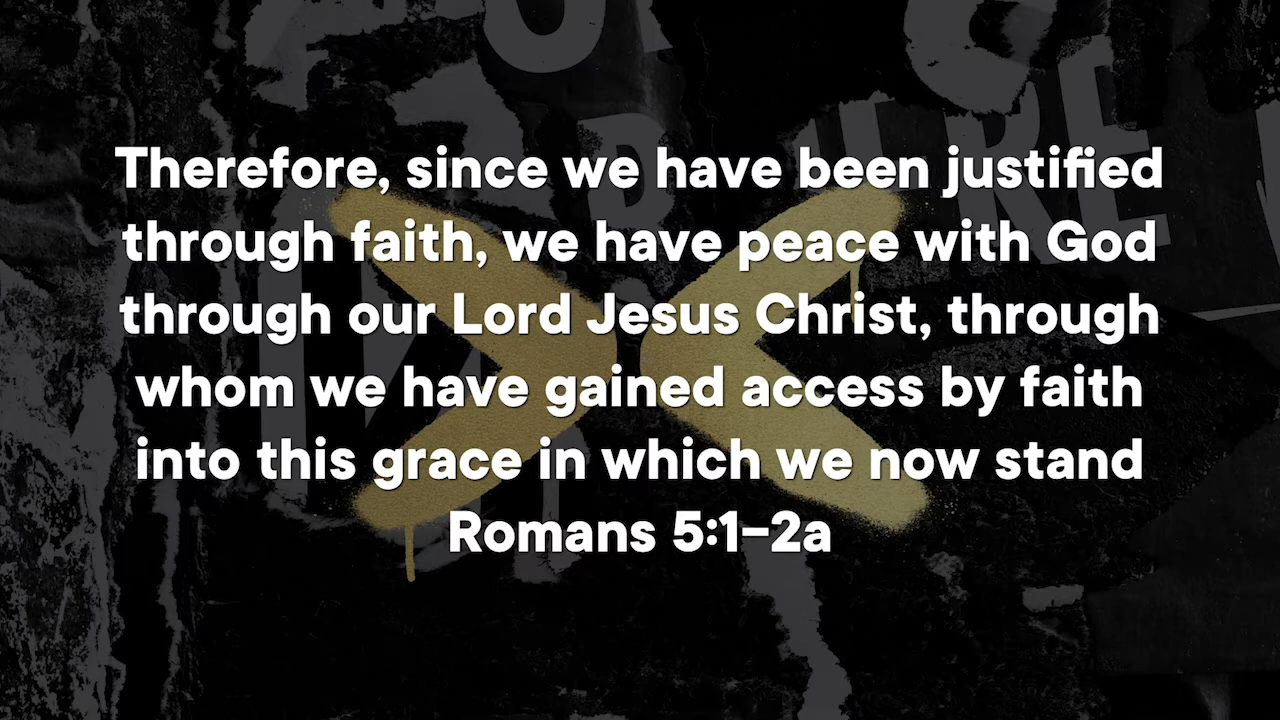 Therefore, since we have been justified
through faith, we have peace with God
through our Lord Jesus Christ, through
whom we have gained access by faith
into this grace in which we now stand
Romans 5:1–2a